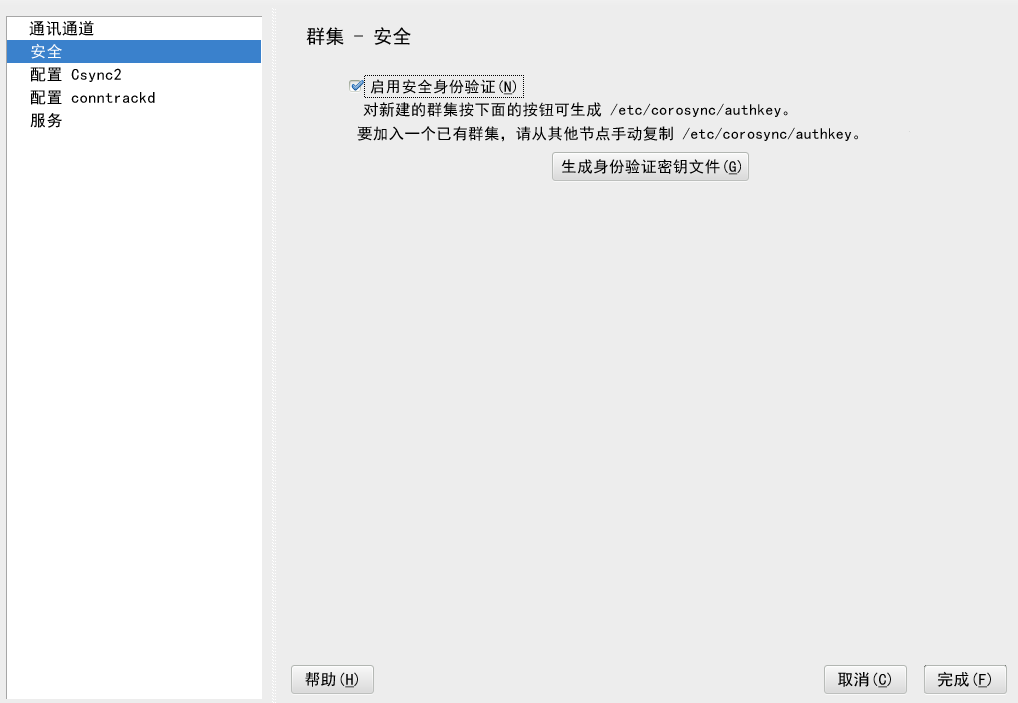 通讯通道
安全
配置 Csync2
配置 conntrackd
服务
群集 - 安全
启用安全身份验证(N)
对新建的群集按下面的按钮可生成 /etc/corosync/authkey。
要加入一个已有群集，请从其他节点手动复制 /etc/corosync/authkey。
生成身份验证密钥文件(G)
帮助(H)
取消(C)
完成(F)